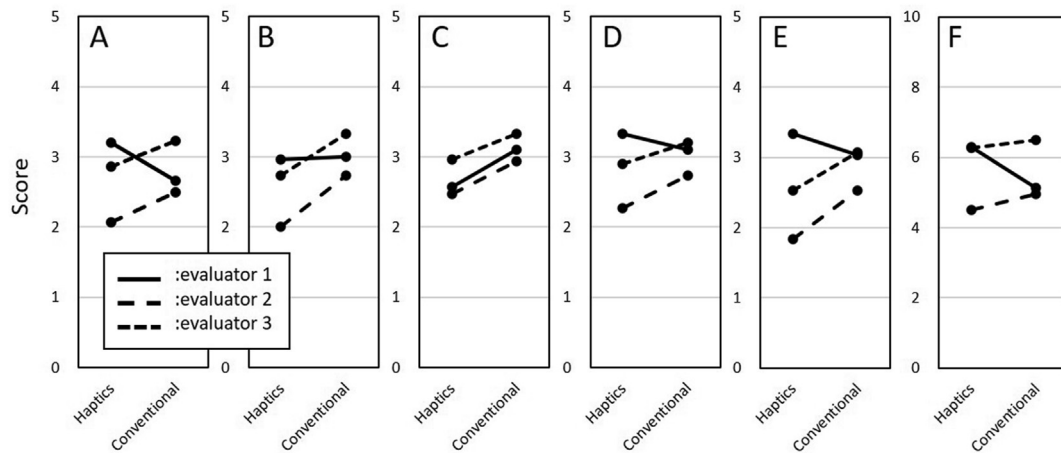 A
B
C
D
E
F
Score
5
4
3
2
1
0
5
4
3
2
1
0
5
4
3
2
1
0
5
4
3
2
1
0
5
4
3
2
1
0
10
8
6
4
2
0
:evaluator 1
:evaluator 2
:evaluator 3
Haptics
Conventional
Haptics
Conventional
Haptics
Conventional
Haptics
Conventional
Haptics
Conventional
Haptics
Conventional